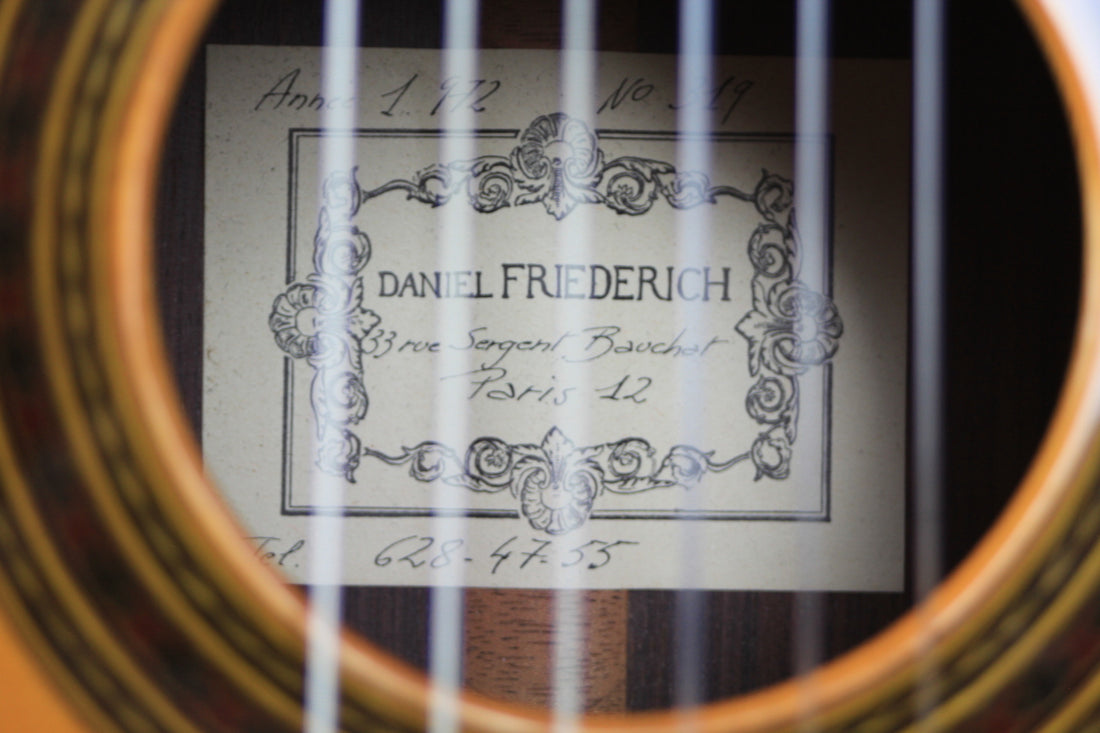 Année 1.972 No 319
DANIEL FRIEDERICH
33 rue Sergent Bauchat
Paris 12
Tel. 628-47-55